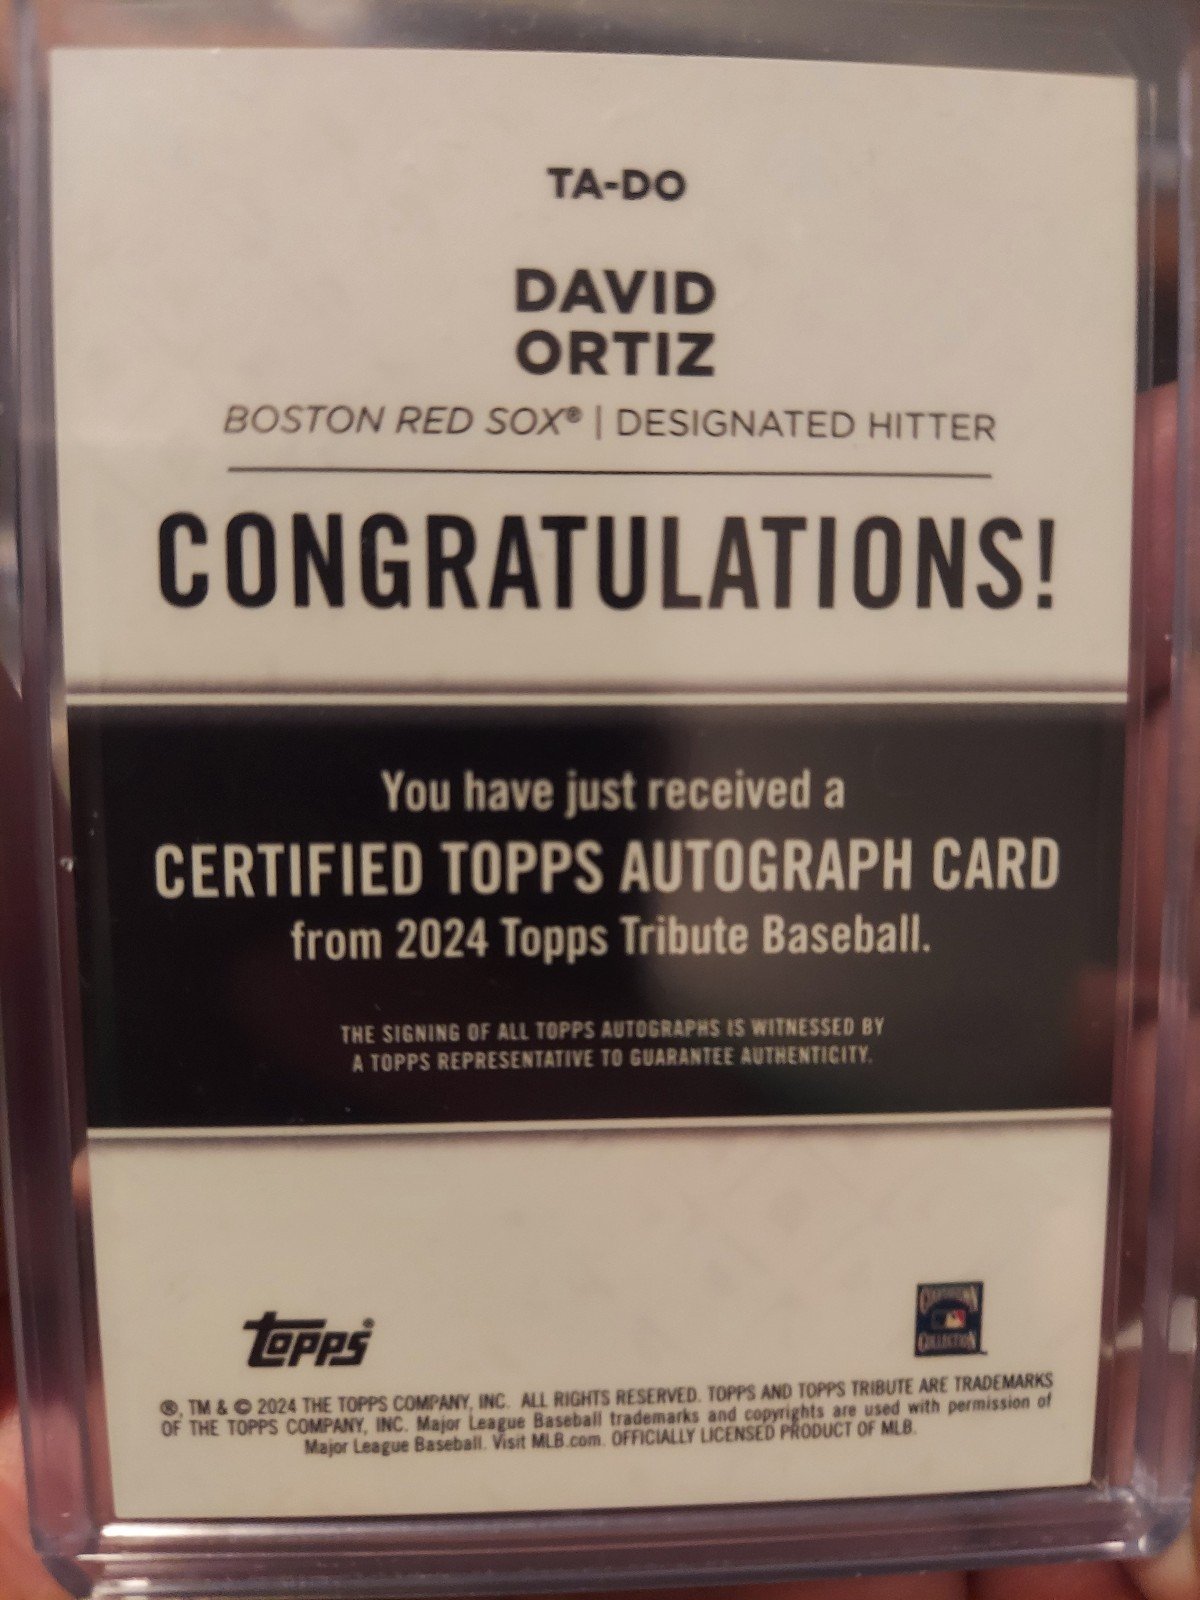 TA-DO
DAVID
ORTIZ
BOSTON RED SOX® | DESIGNATED HITTER
CONGRATULATIONS!
You have just received a
CERTIFIED TOPPS AUTOGRAPH CARD
from 2024 Topps Tribute Baseball.
THE SIGNING OF ALL TOPPS AUTOGRAPHS IS WITNESSED BY
A TOPPS REPRESENTATIVE TO GUARANTEE AUTHENTICITY.
topps®
COOPERSTOWN
COLLECTION
®, TM & © 2024 THE TOPPS COMPANY, INC. ALL RIGHTS RESERVED. TOPPS AND TOPPS TRIBUTE ARE TRADEMARKS
OF THE TOPPS COMPANY, INC. Major League Baseball trademarks and copyrights are used with permission of
Major League Baseball. Visit MLB.com. OFFICIALLY LICENSED PRODUCT OF MLB.